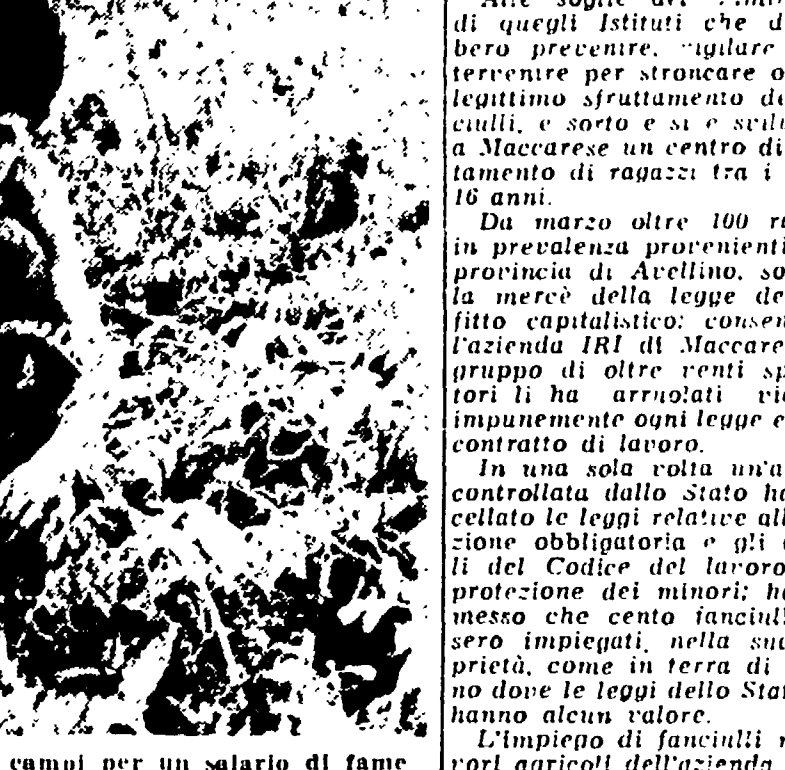 campi per un salario di fame
di quegli Istituti che d
bero prevenire, vigilare
tervenire per stroncare o
legittimo sfruttamento de
ciulli, e sorto e si e svil
a Maccarese un centro di
tamento di ragazzi tra i
16 anni.
Da marzo oltre 100 r
in prevalenza provenienti
provincia di Avellino, so
la mercè della legge de
fitto capitalistico: consen
l'azienda IRI di Maccare
gruppo di oltre venti sp
tori li ha arruolati vio
impunemente ogni legge e
contratto di lavoro.
In una sola volta un'a
controllata dallo Stato ha
cellato le leggi relative all
zione obbligatoria e gli
li del Codice del lavoro
protezione dei minori; ha
messo che cento fanciull
sero impiegati, nella sua
prietà, come in terra di
no dove le leggi dello Stat
hanno alcun valore.
L'impiego di fanciulli n
vori agricoli dell'azienda